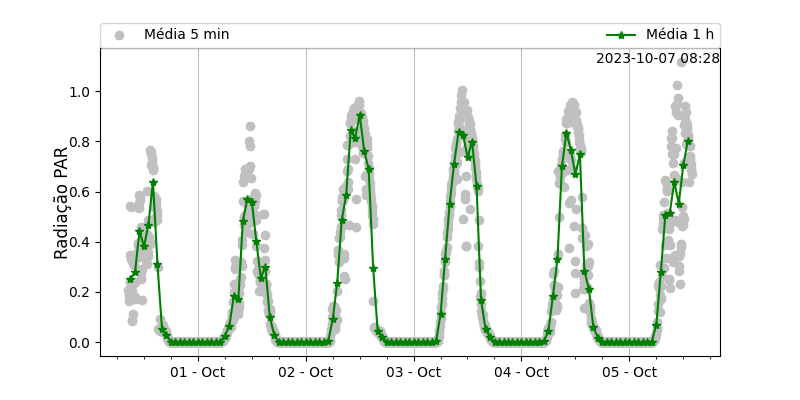 Média 5 min
Média 1 h
2023-10-07 08:28
Radiação PAR
1.0
0.8
0.6
0.4
0.2
0.0
01 - Oct
02 - Oct
03 - Oct
04 - Oct
05 - Oct